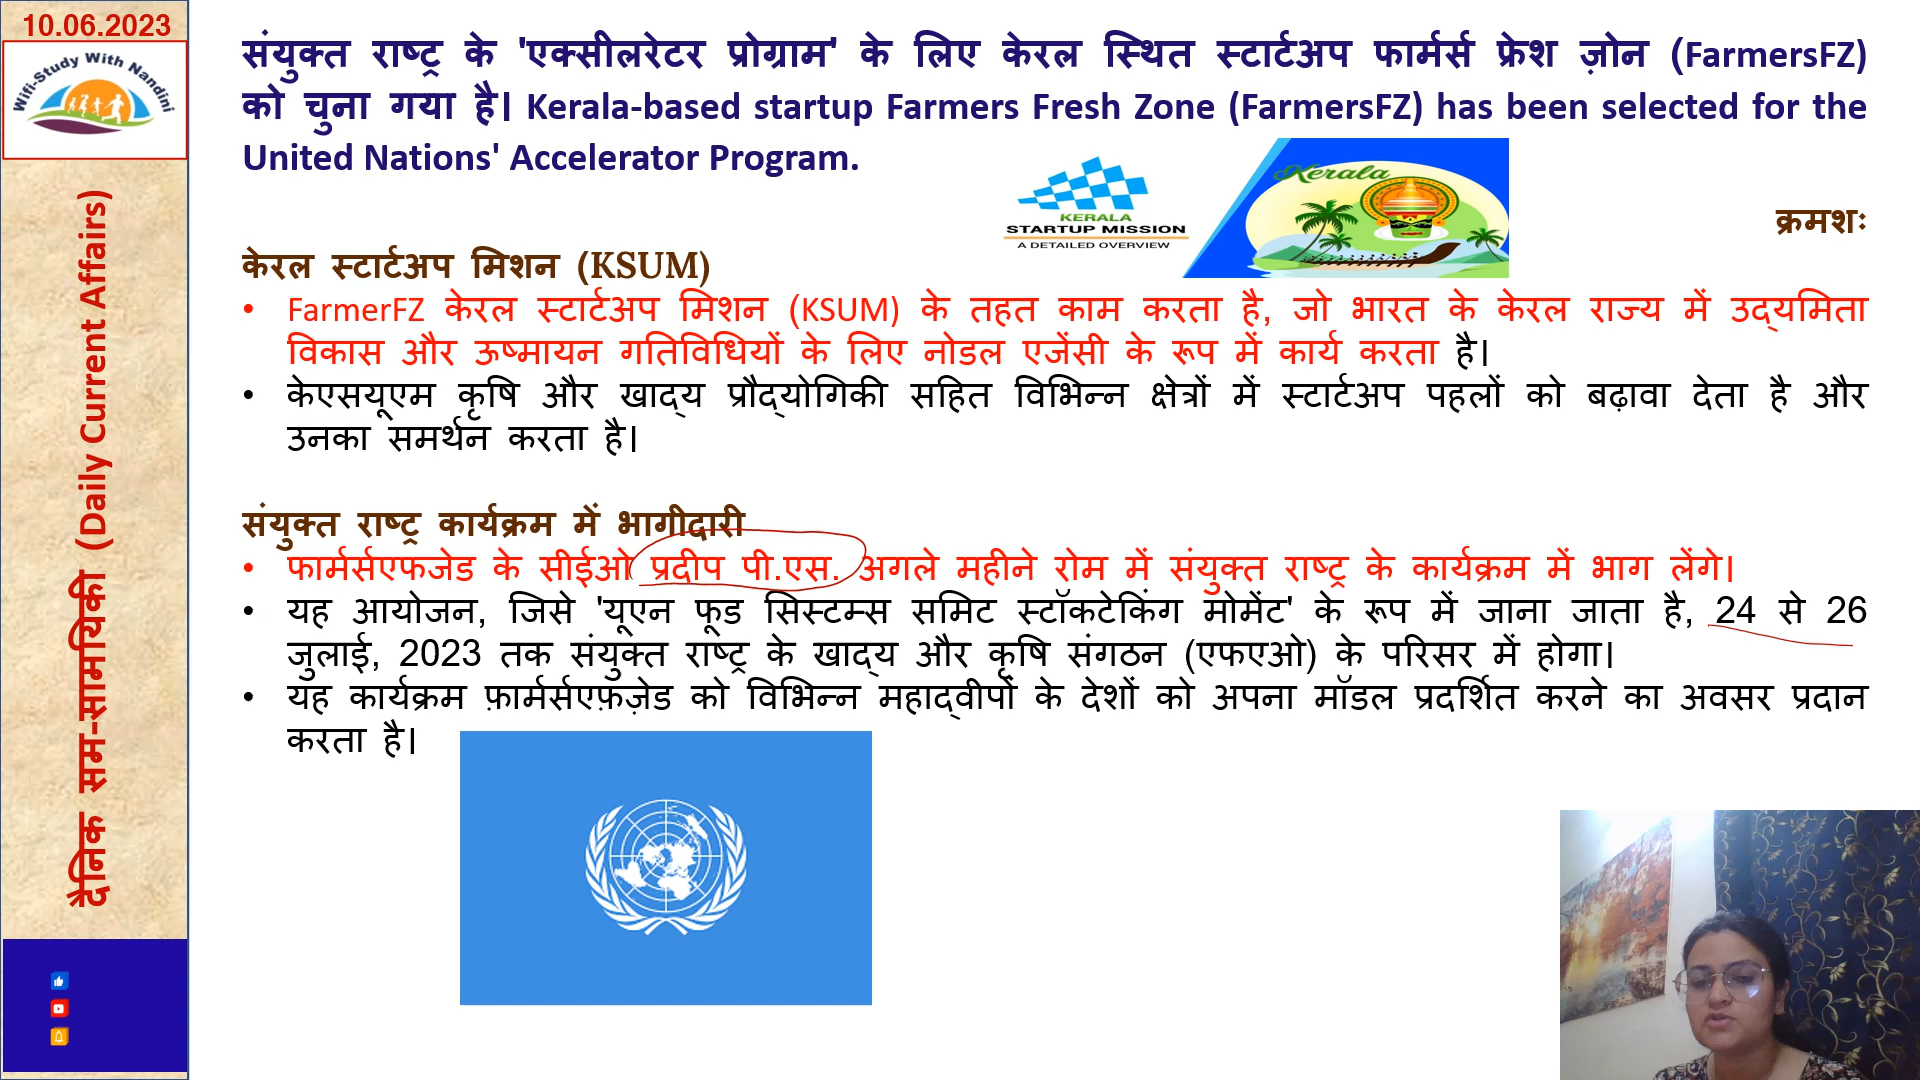 10.06.2023
Wifi-Study With Nandini
दैनिक सम-सामयिकी (Daily Current Affairs)
संयुक्त राष्ट्र के 'एक्सीलरेटर प्रोग्राम' के लिए केरल स्थित स्टार्टअप फार्मर्स फ्रेश ज़ोन (FarmersFZ)
को चुना गया है। Kerala-based startup Farmers Fresh Zone (FarmersFZ) has been selected for the
United Nations' Accelerator Program.
KERALA
STARTUP MISSION
A DETAILED OVERVIEW
Kerala
क्रमशः
केरल स्टार्टअप मिशन (KSUM)
• FarmerFZ केरल स्टार्टअप मिशन (KSUM) के तहत काम करता है, जो भारत के केरल राज्य में उद्यमिता
विकास और ऊष्मायन गतिविधियों के लिए नोडल एजेंसी के रूप में कार्य करता है।
• केएसयूएम कृषि और खाद्य प्रौद्योगिकी सहित विभिन्न क्षेत्रों में स्टार्टअप पहलों को बढ़ावा देता है और
उनका समर्थन करता है।
संयुक्त राष्ट्र कार्यक्रम में भागीदारी
• फार्मर्सएफजेड के सीईओ प्रदीप पी.एस. अगले महीने रोम में संयुक्त राष्ट्र के कार्यक्रम में भाग लेंगे।
• यह आयोजन, जिसे 'यूएन फूड सिस्टम्स समिट स्टॉकटेकिंग मोमेंट' के रूप में जाना जाता है, 24 से 26
जुलाई, 2023 तक संयुक्त राष्ट्र के खाद्य और कृषि संगठन (एफएओ) के परिसर में होगा।
• यह कार्यक्रम फ़ार्मर्सएफ़ज़ेड को विभिन्न महाद्वीपों के देशों को अपना मॉडल प्रदर्शित करने का अवसर प्रदान
करता है।